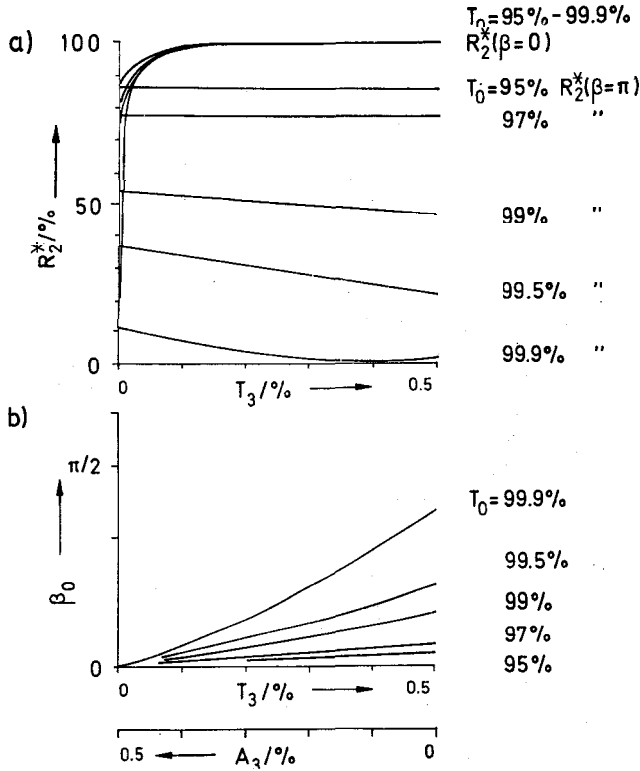 T₀=95%-99.9%
a)
100
R₂*(β=0)
T₀=95% R₂*(β=π)
97% "
50
R₂*/%
99% "
99.5% "
99.9% "
0
0 T₃/% 0.5
b)
π/2
T₀=99.9%
99.5%
β₀
99%
97%
95%
0
0 T₃/% 0.5
0.5 A₃/% 0